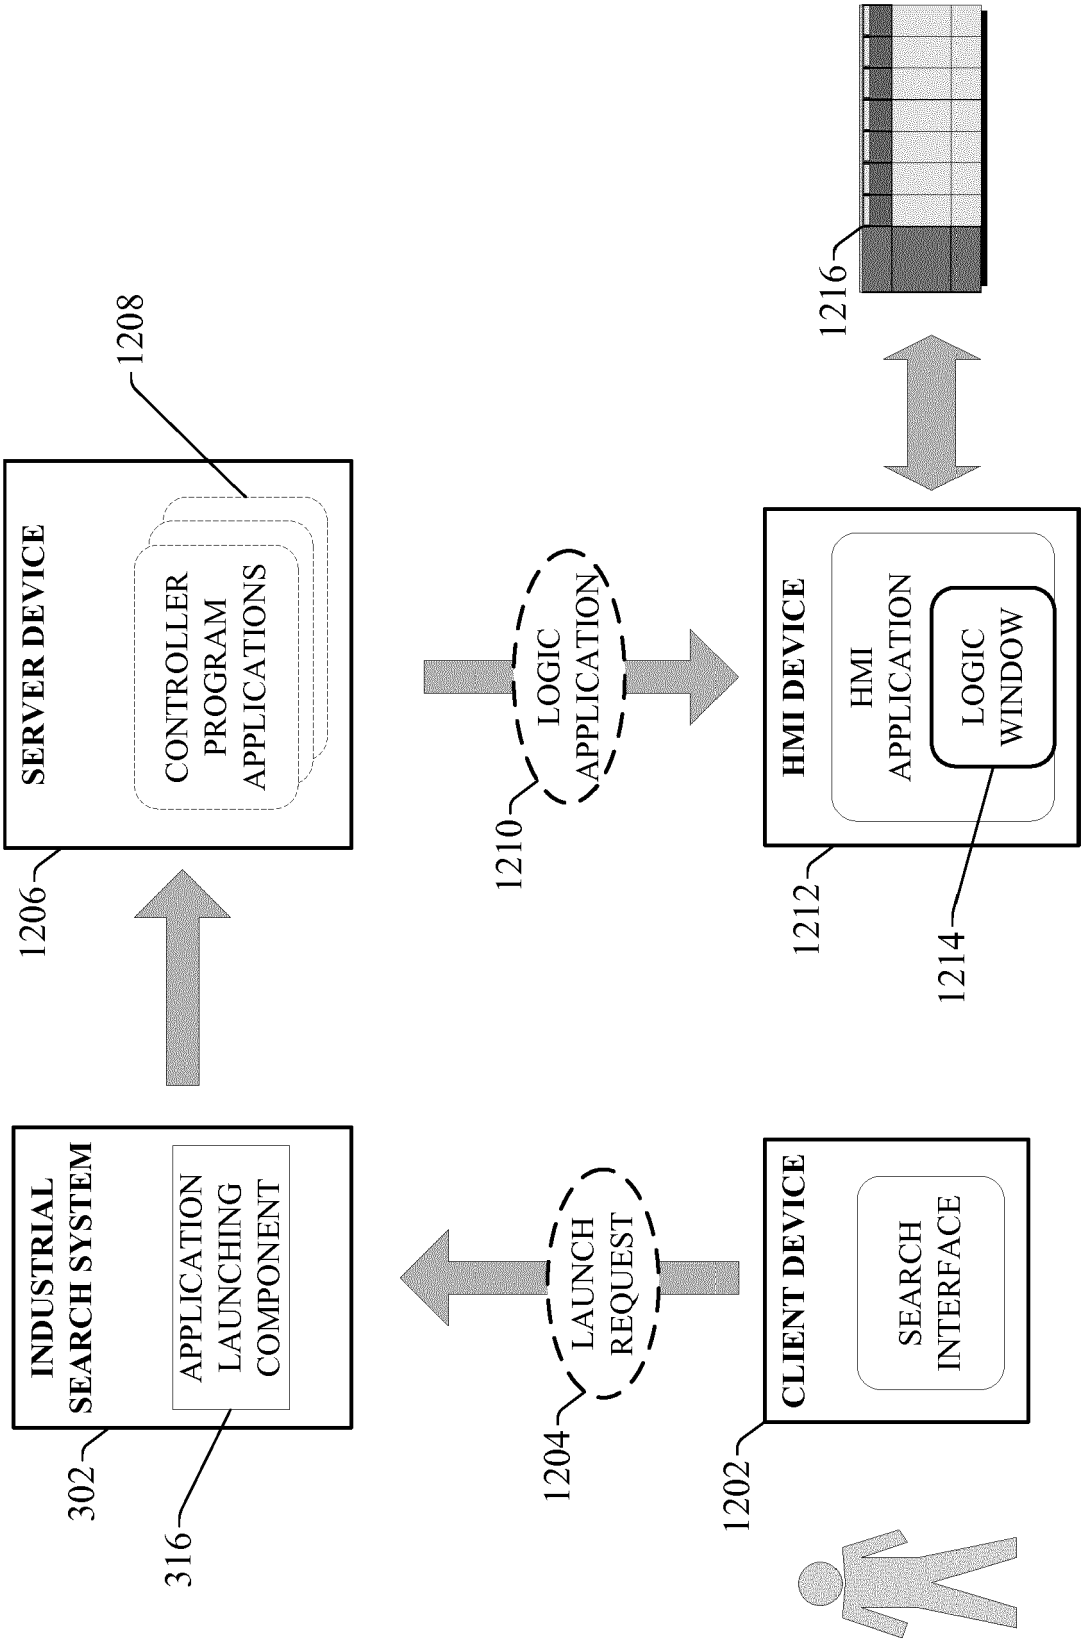 INDUSTRIAL
SEARCH SYSTEM
302
APPLICATION
LAUNCHING
COMPONENT
316
SERVER DEVICE
1206
CONTROLLER
PROGRAM
APPLICATIONS
1208
LAUNCH
REQUEST
1204
LOGIC
APPLICATION
1210
CLIENT DEVICE
1202
SEARCH
INTERFACE
HMI DEVICE
1212
HMI
APPLICATION
LOGIC
WINDOW
1214
1216